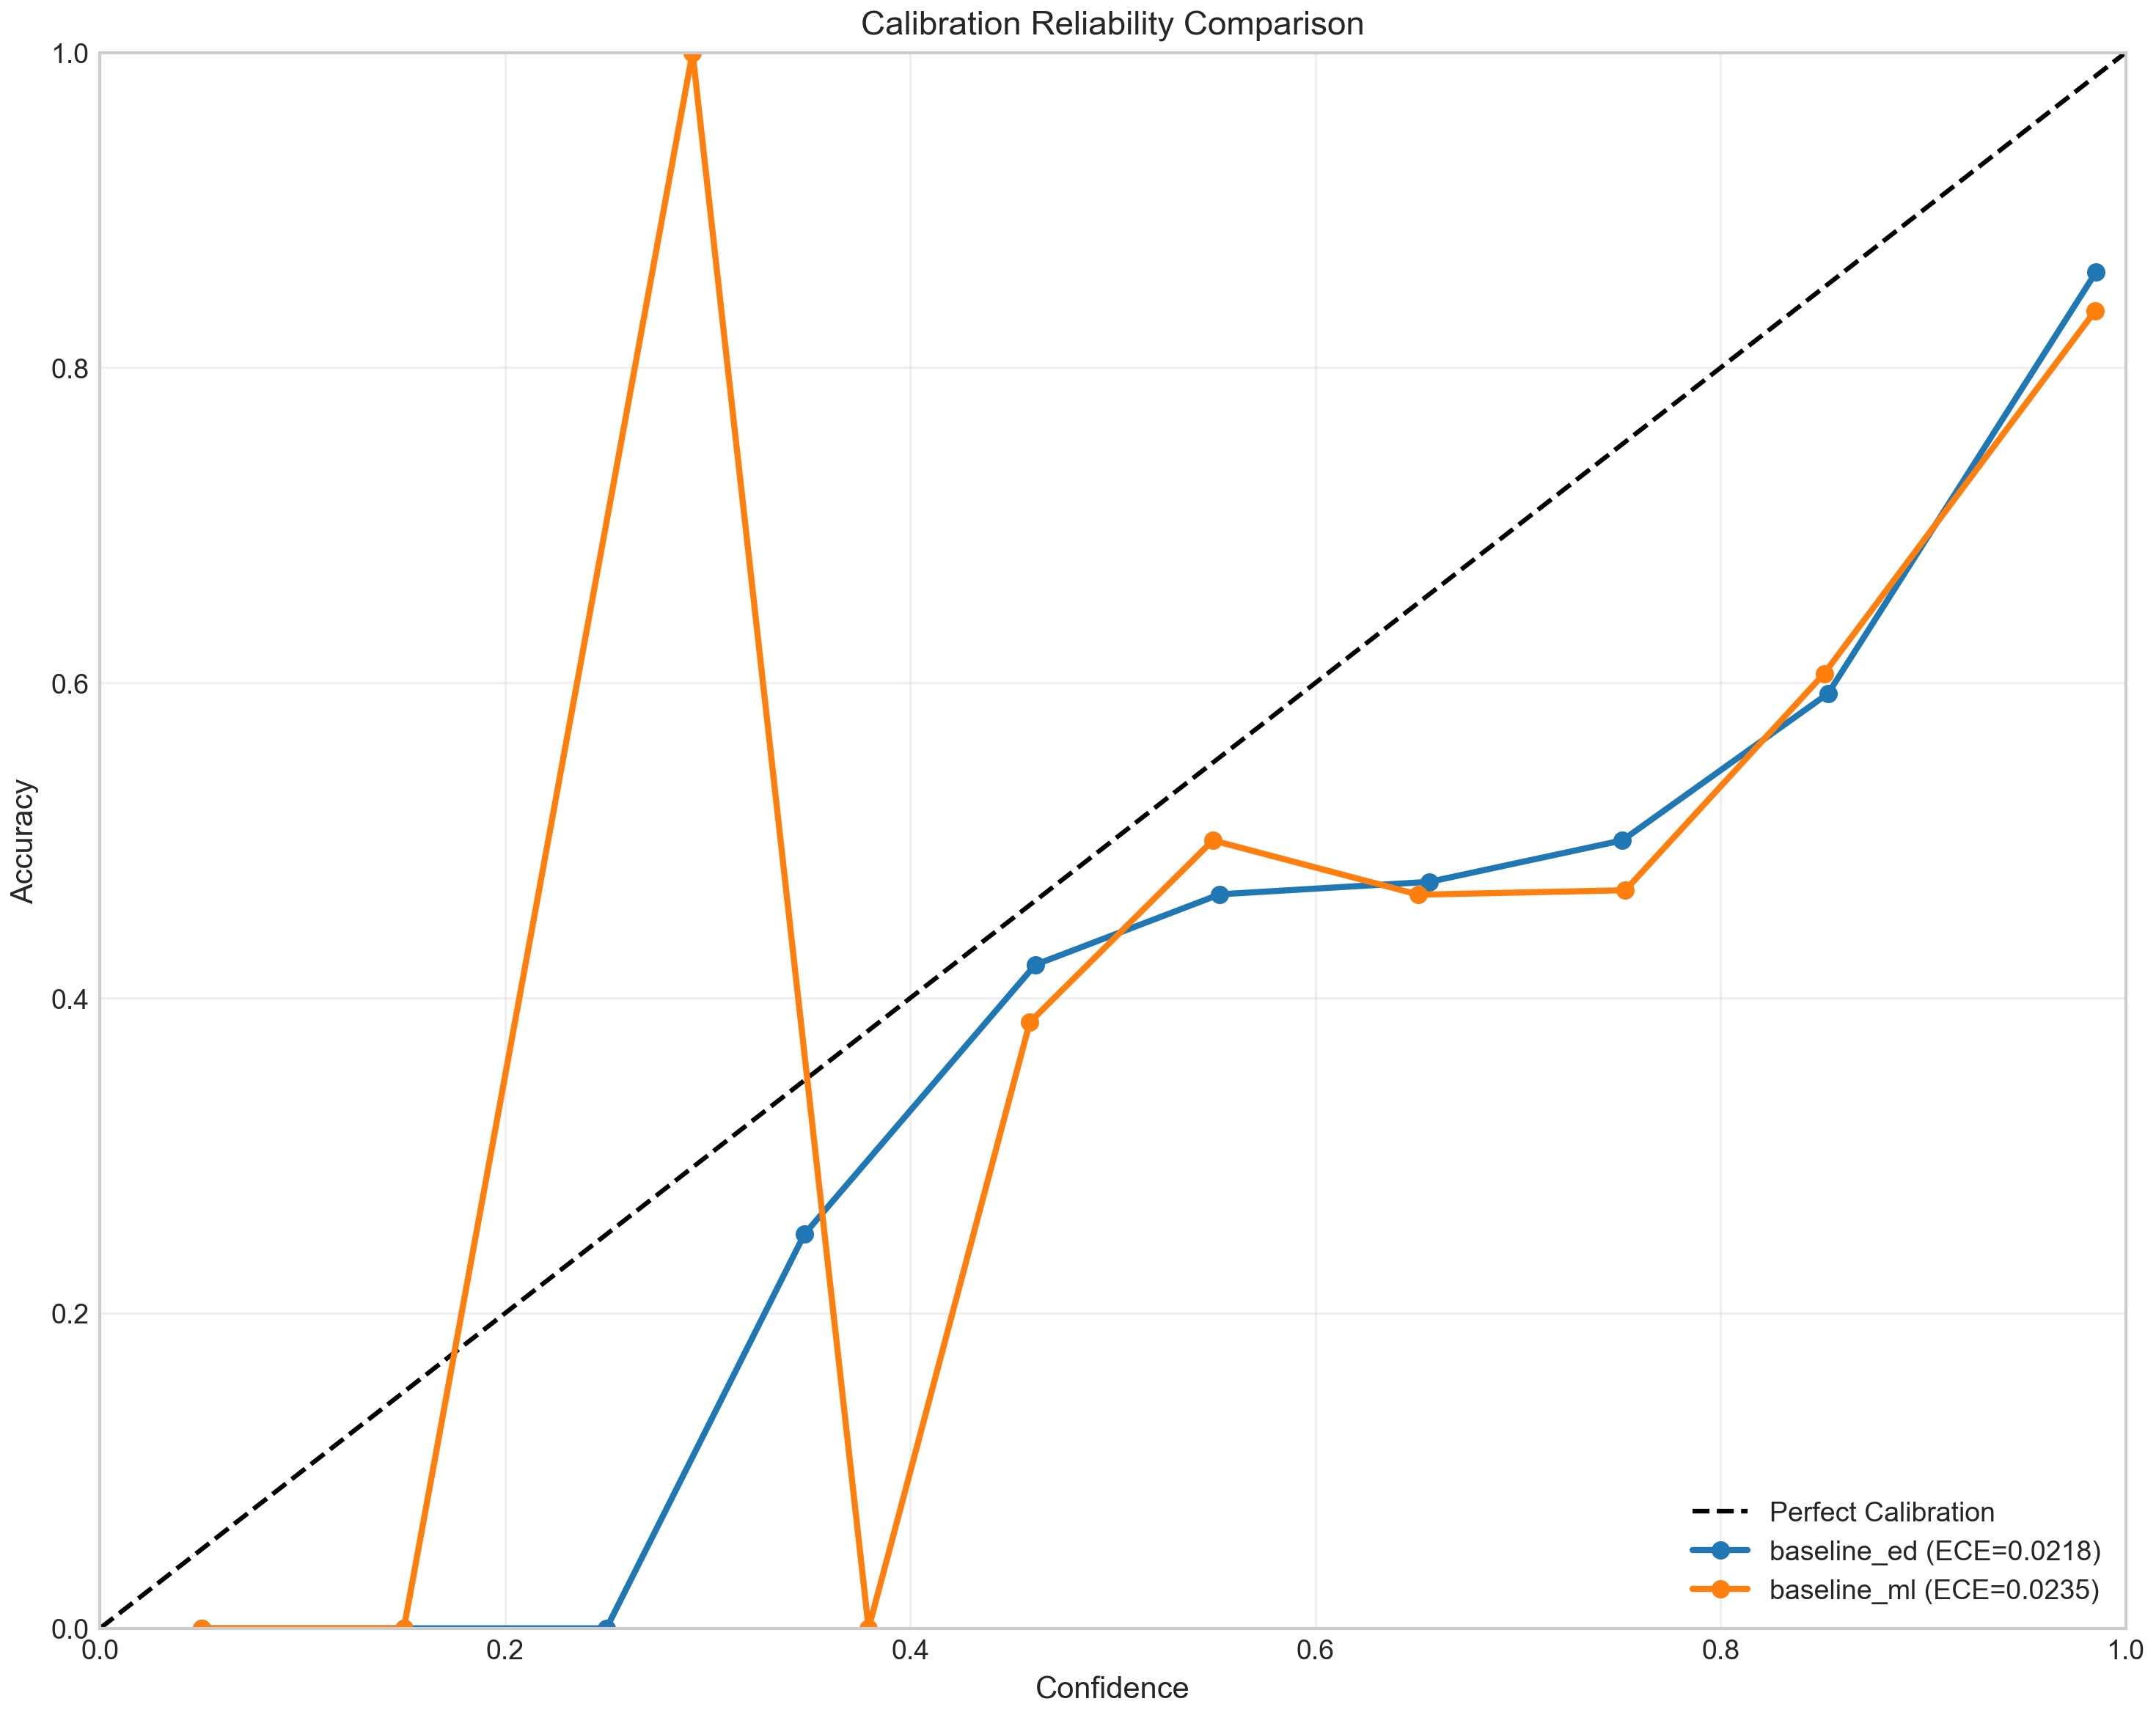 Calibration Reliability Comparison
1.0
0.8
0.6
0.4
0.2
0.0
Accuracy
0.0 0.2 0.4 0.6 0.8 1.0
Confidence
Perfect Calibration
baseline_ed (ECE=0.0218)
baseline_ml (ECE=0.0235)